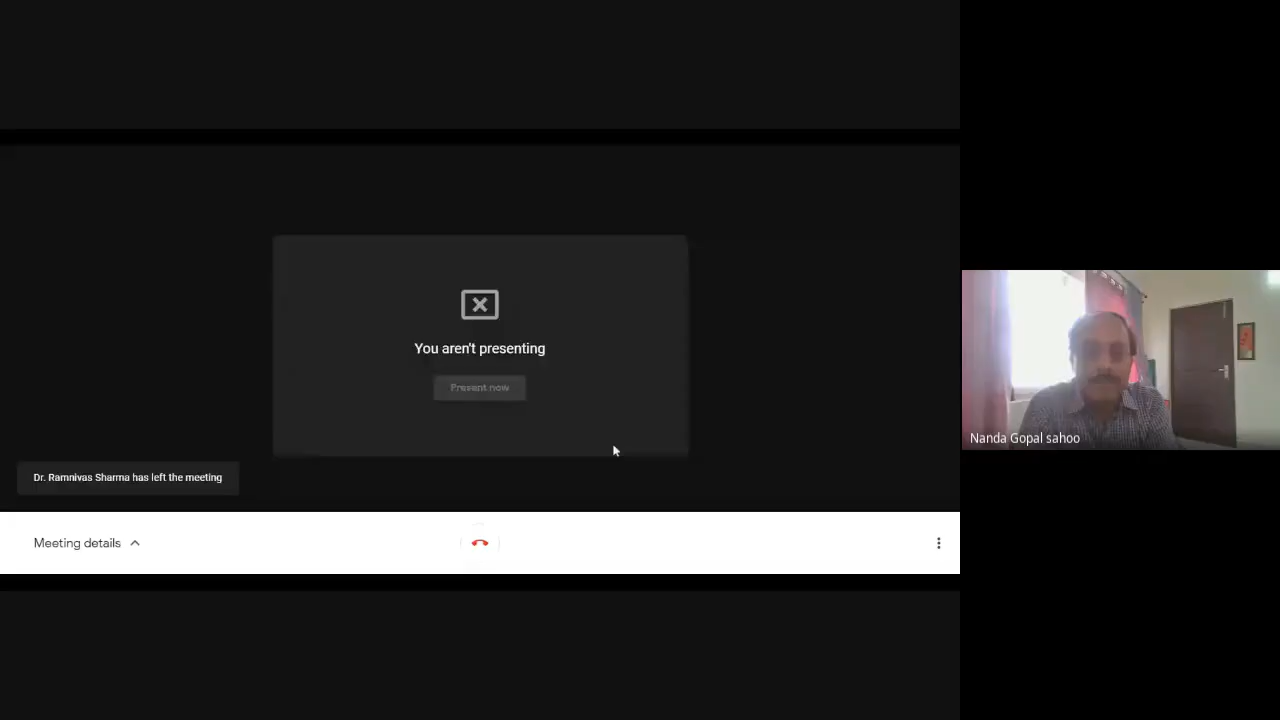 You aren't presenting
Present now
Dr. Ramnivas Sharma has left the meeting
Meeting details
Nanda Gopal sahoo